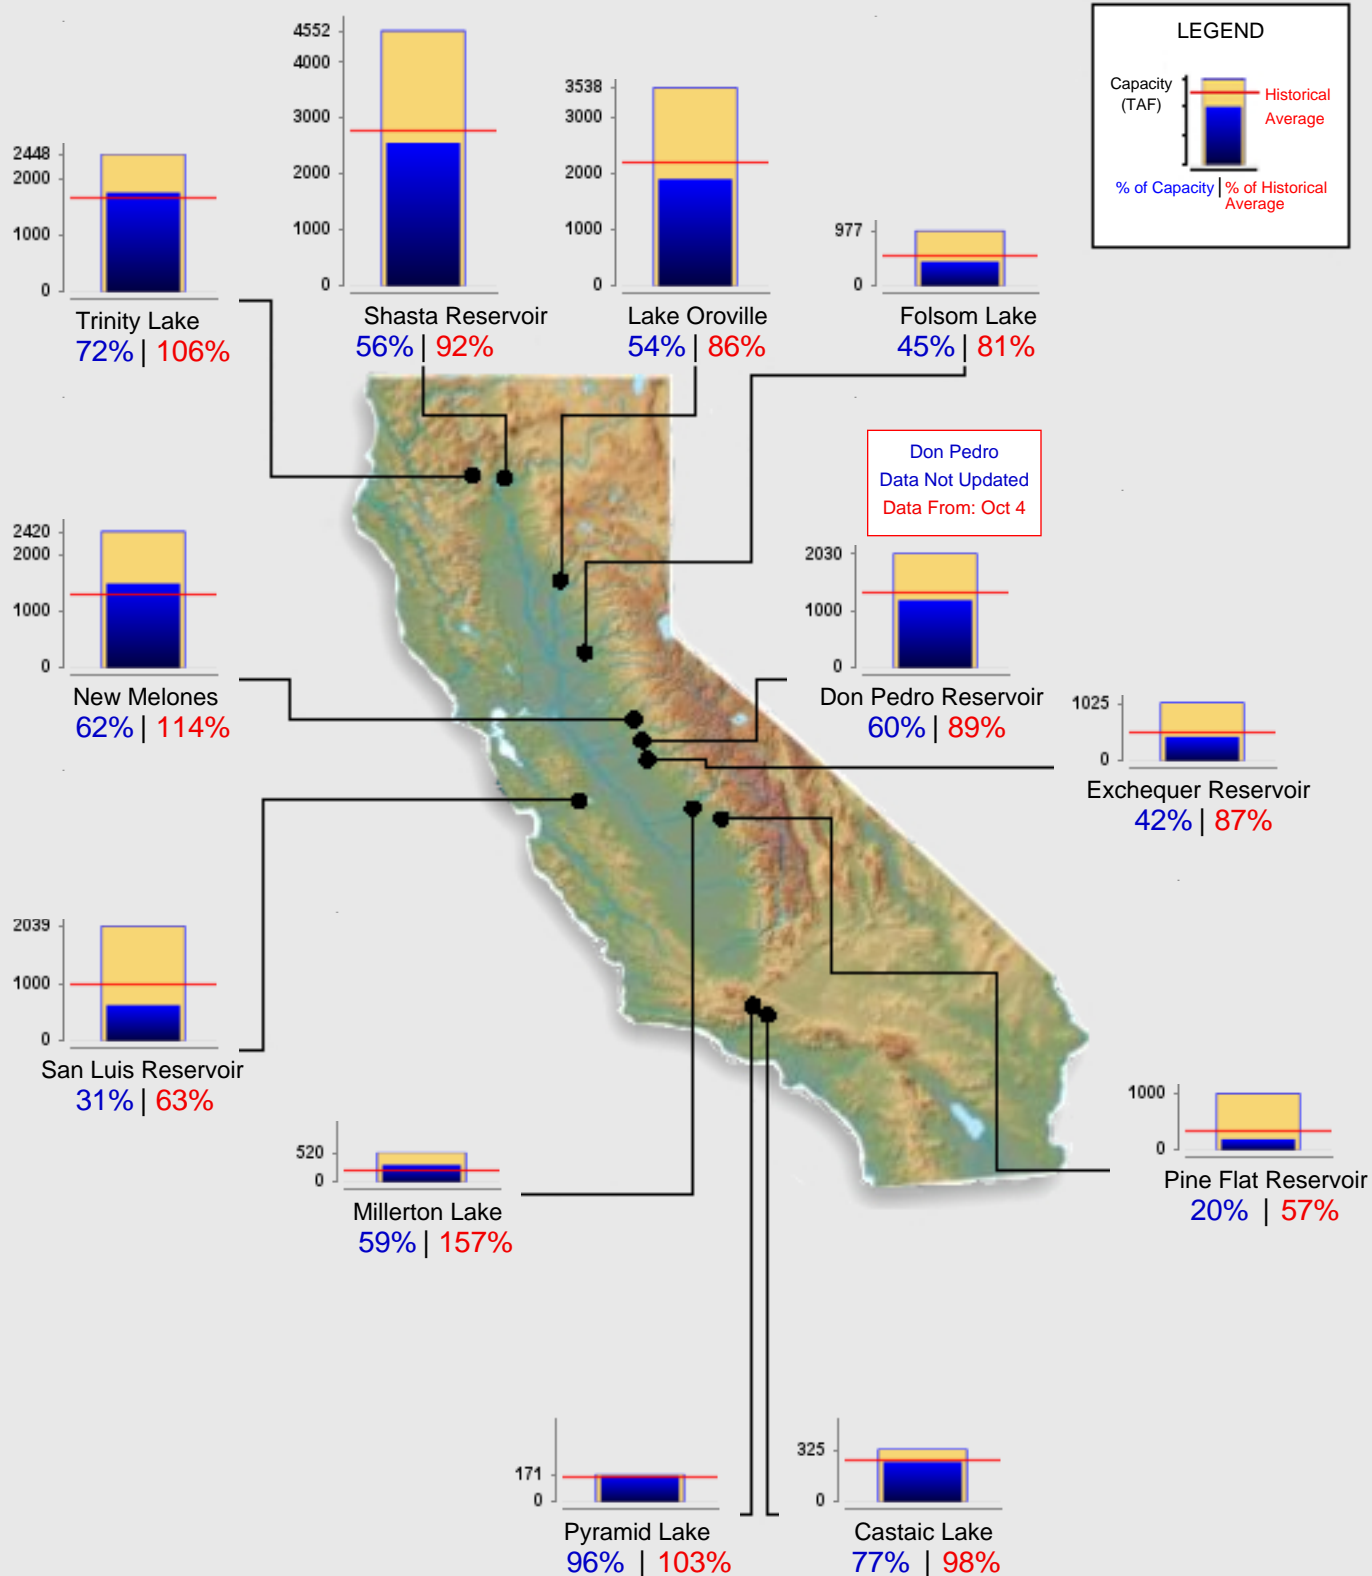 LEGEND
Capacity
(TAF)
Historical
Average
% of Capacity | % of Historical
Average
4552
4000
3000
2000
1000
0
Shasta Reservoir
56% | 92%
3538
3000
2000
1000
0
Lake Oroville
54% | 86%
2448
2000
1000
0
Trinity Lake
72% | 106%
977
0
Folsom Lake
45% | 81%
Don Pedro
Data Not Updated
Data From: Oct 4
2420
2000
1000
0
New Melones
62% | 114%
2030
1000
0
Don Pedro Reservoir
60% | 89%
1025
0
Exchequer Reservoir
42% | 87%
2039
1000
0
San Luis Reservoir
31% | 63%
1000
0
Pine Flat Reservoir
20% | 57%
520
0
Millerton Lake
59% | 157%
171
0
Pyramid Lake
96% | 103%
325
0
Castaic Lake
77% | 98%